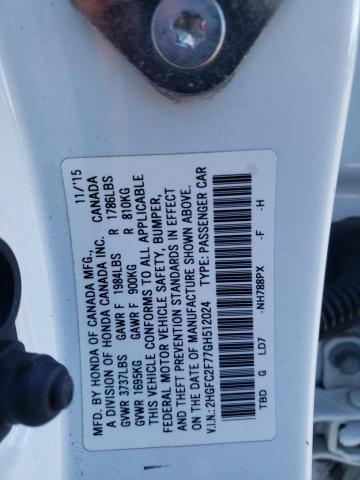 11/'15
MFD. BY HONDA OF CANADA MFG.,
A DIVISION OF HONDA CANADA INC. CANADA
GVWR 3737LBS GAWR F 1984LBS R 1786LBS
GVWR 1695KG GAWR F 900KG R 810KG
THIS VEHICLE CONFORMS TO ALL APPLICABLE
FEDERAL MOTOR VEHICLE SAFETY, BUMPER,
AND THEFT PREVENTION STANDARDS IN EFFECT
ON THE DATE OF MANUFACTURE SHOWN ABOVE.
V.I.N.: 2HGFC2F77GH512024 TYPE: PASSENGER CAR
TBD G LD7 -NH788PX -F -H